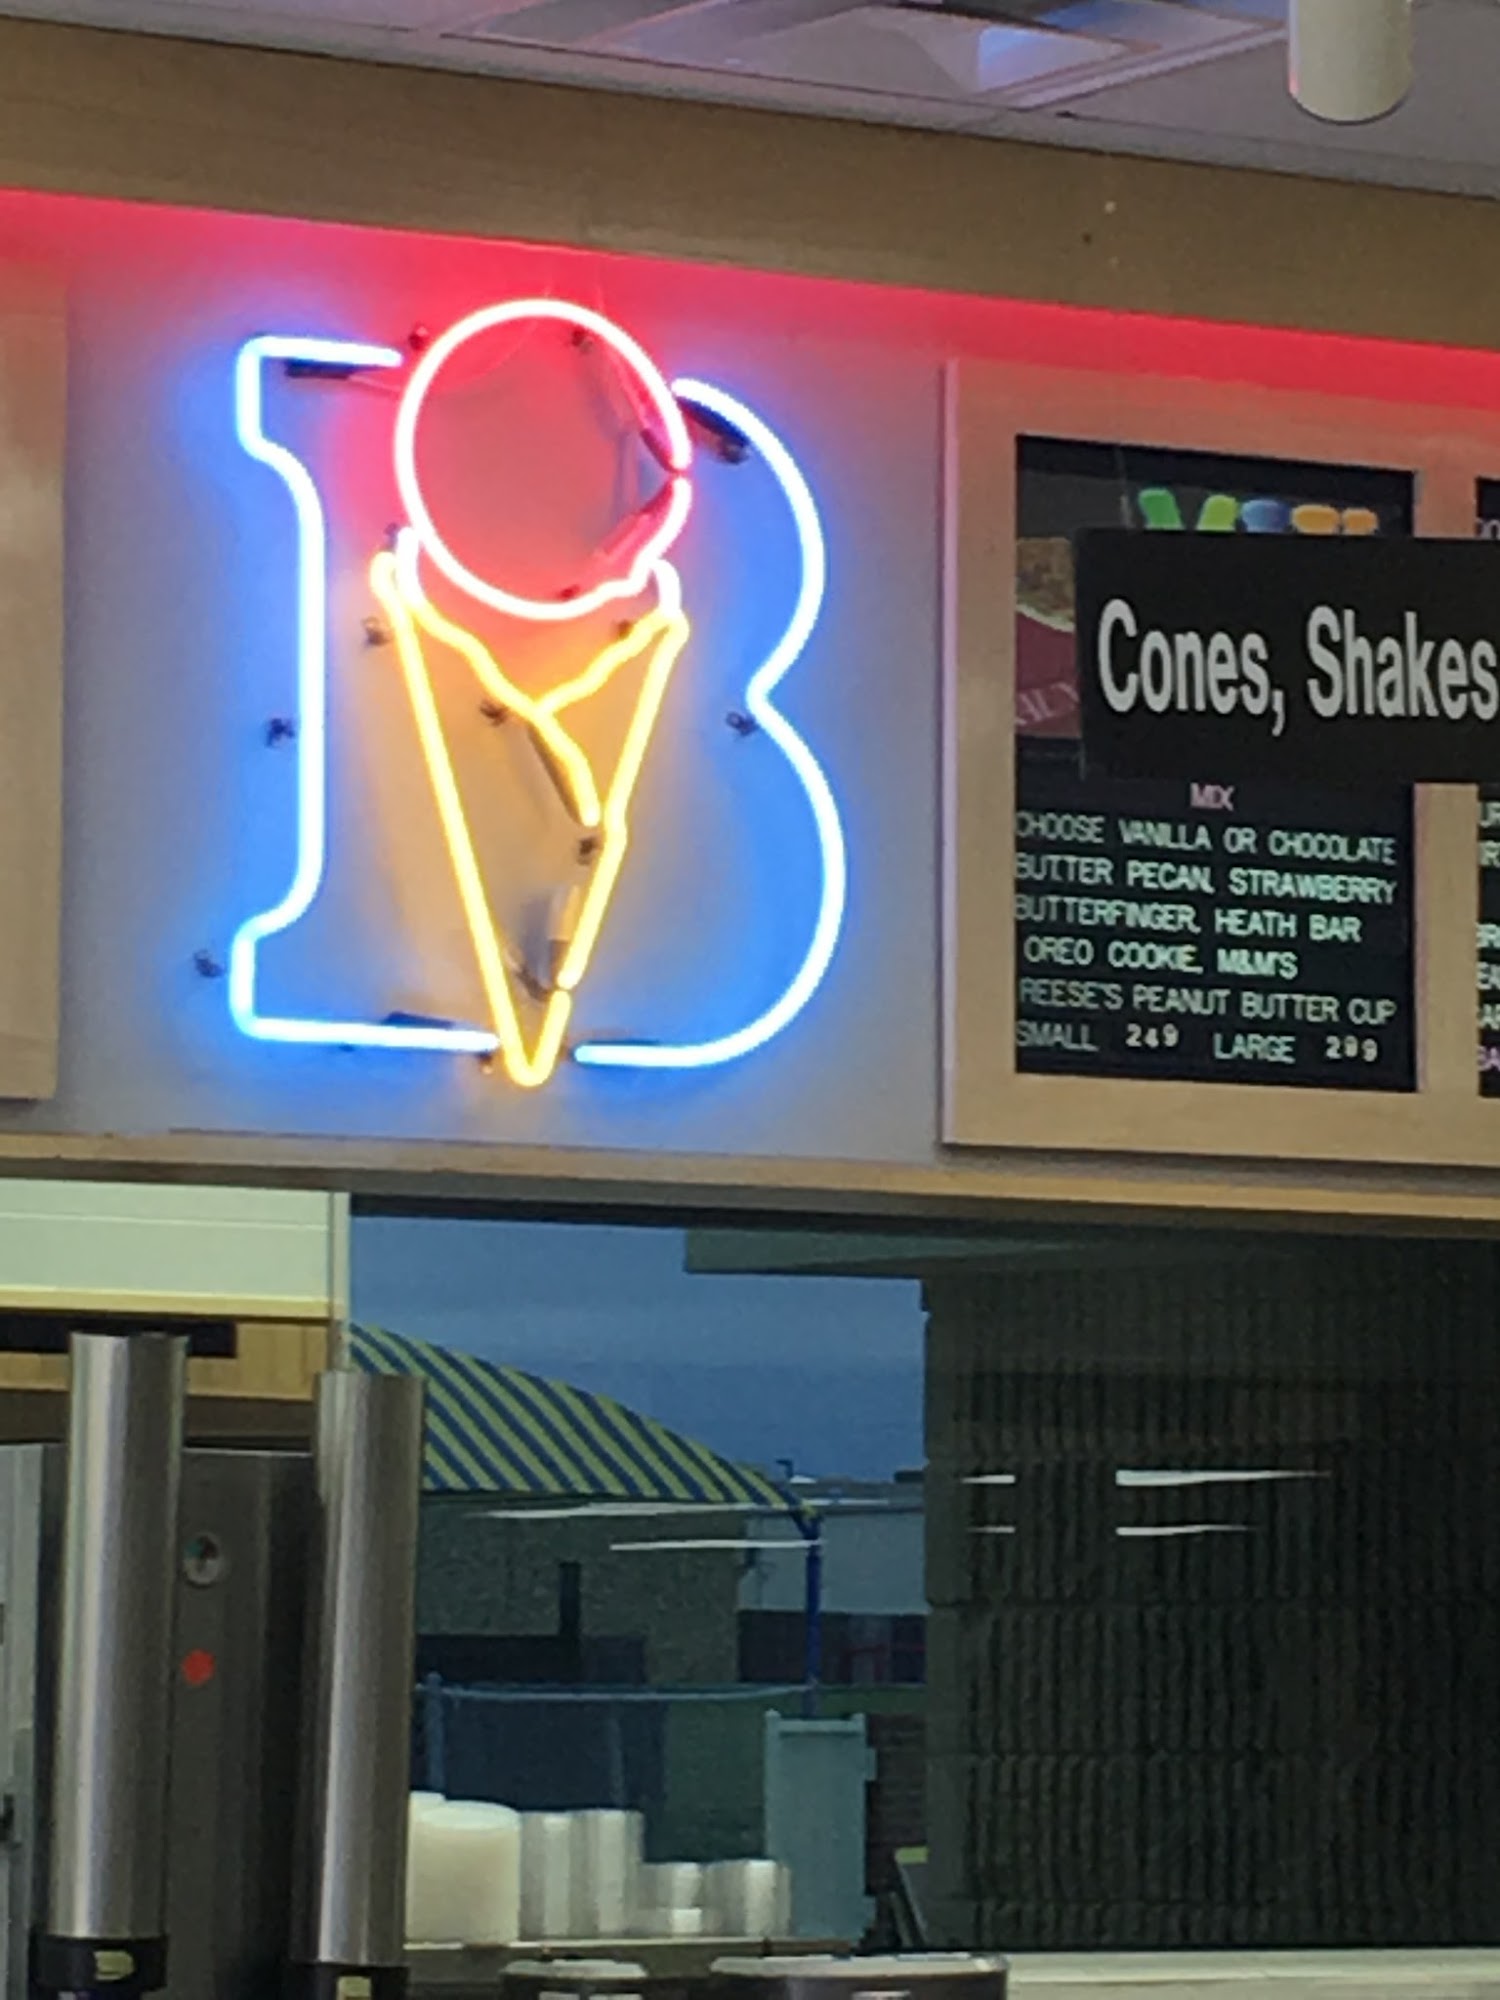 B
Cones, Shakes
MIX
CHOOSE VANILLA OR CHOCOLATE
BUTTER PECAN, STRAWBERRY
BUTTERFINGER, HEATH BAR
OREO COOKIE, M&M'S
REESE'S PEANUT BUTTER CUP
SMALL 249 LARGE 299